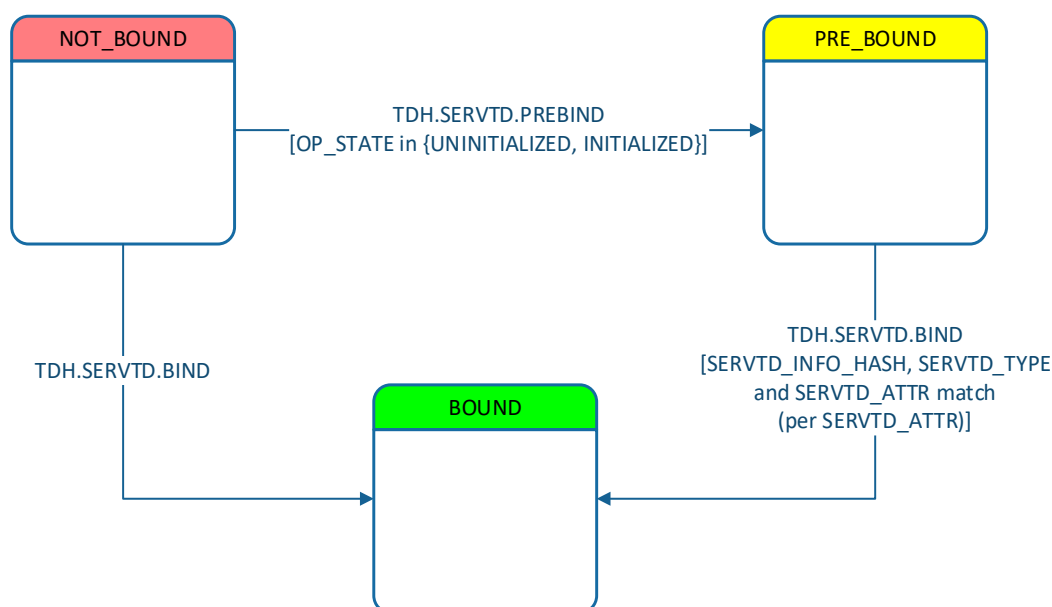 NOT_BOUND
PRE_BOUND
TDH.SERVTD.PREBIND
[OP_STATE in {UNINITIALIZED, INITIALIZED}]
TDH.SERVTD.BIND
TDH.SERVTD.BIND
[SERVTD_INFO_HASH, SERVTD_TYPE
and SERVTD_ATTR match
(per SERVTD_ATTR)]
BOUND